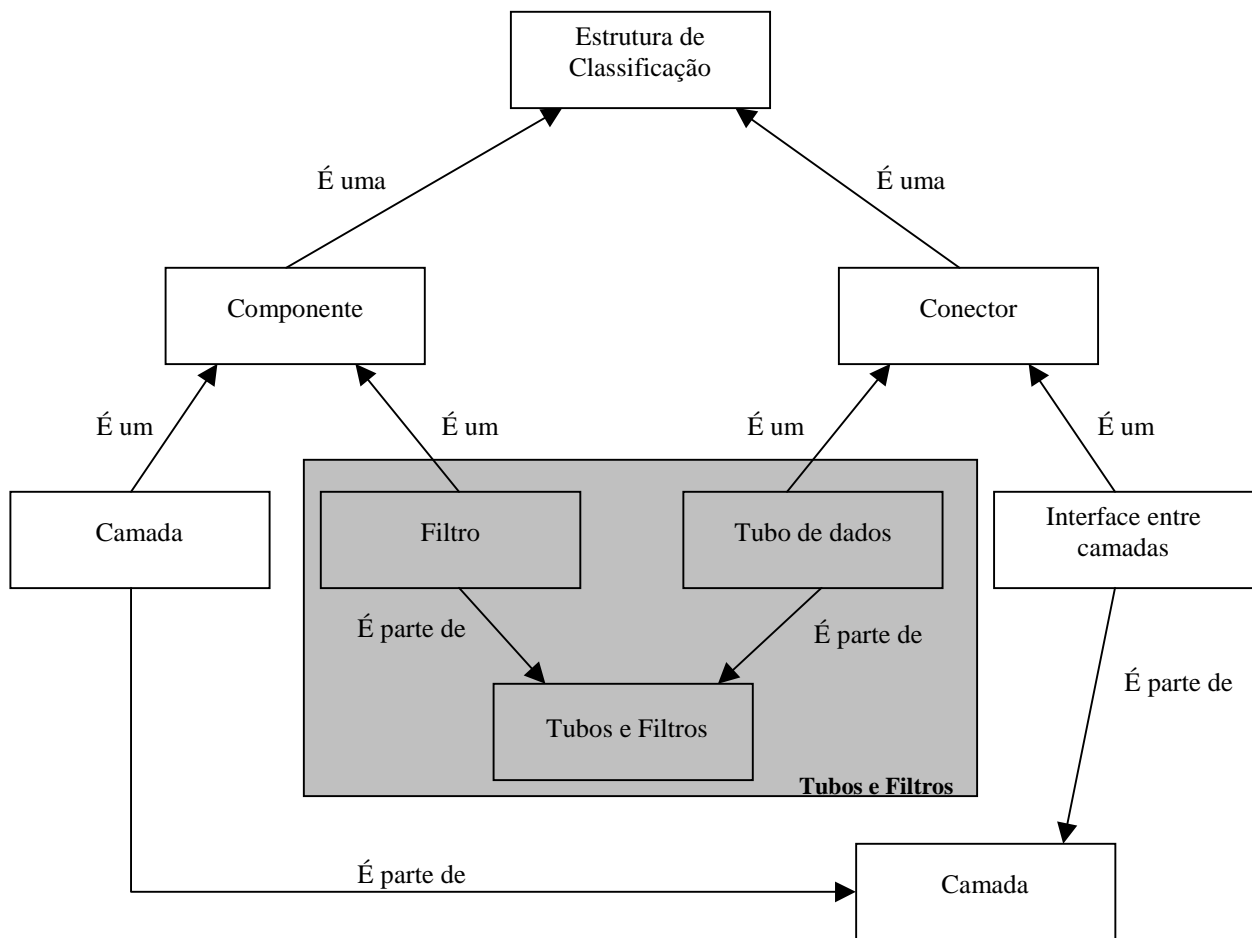 Estrutura de
Classificação
É uma
É uma
Componente
Conector
É um
É um
É um
É um
Camada
Filtro
Tubo de dados
Interface entre
camadas
É parte de
É parte de
É parte de
Tubos e Filtros
Tubos e Filtros
É parte de
Camada